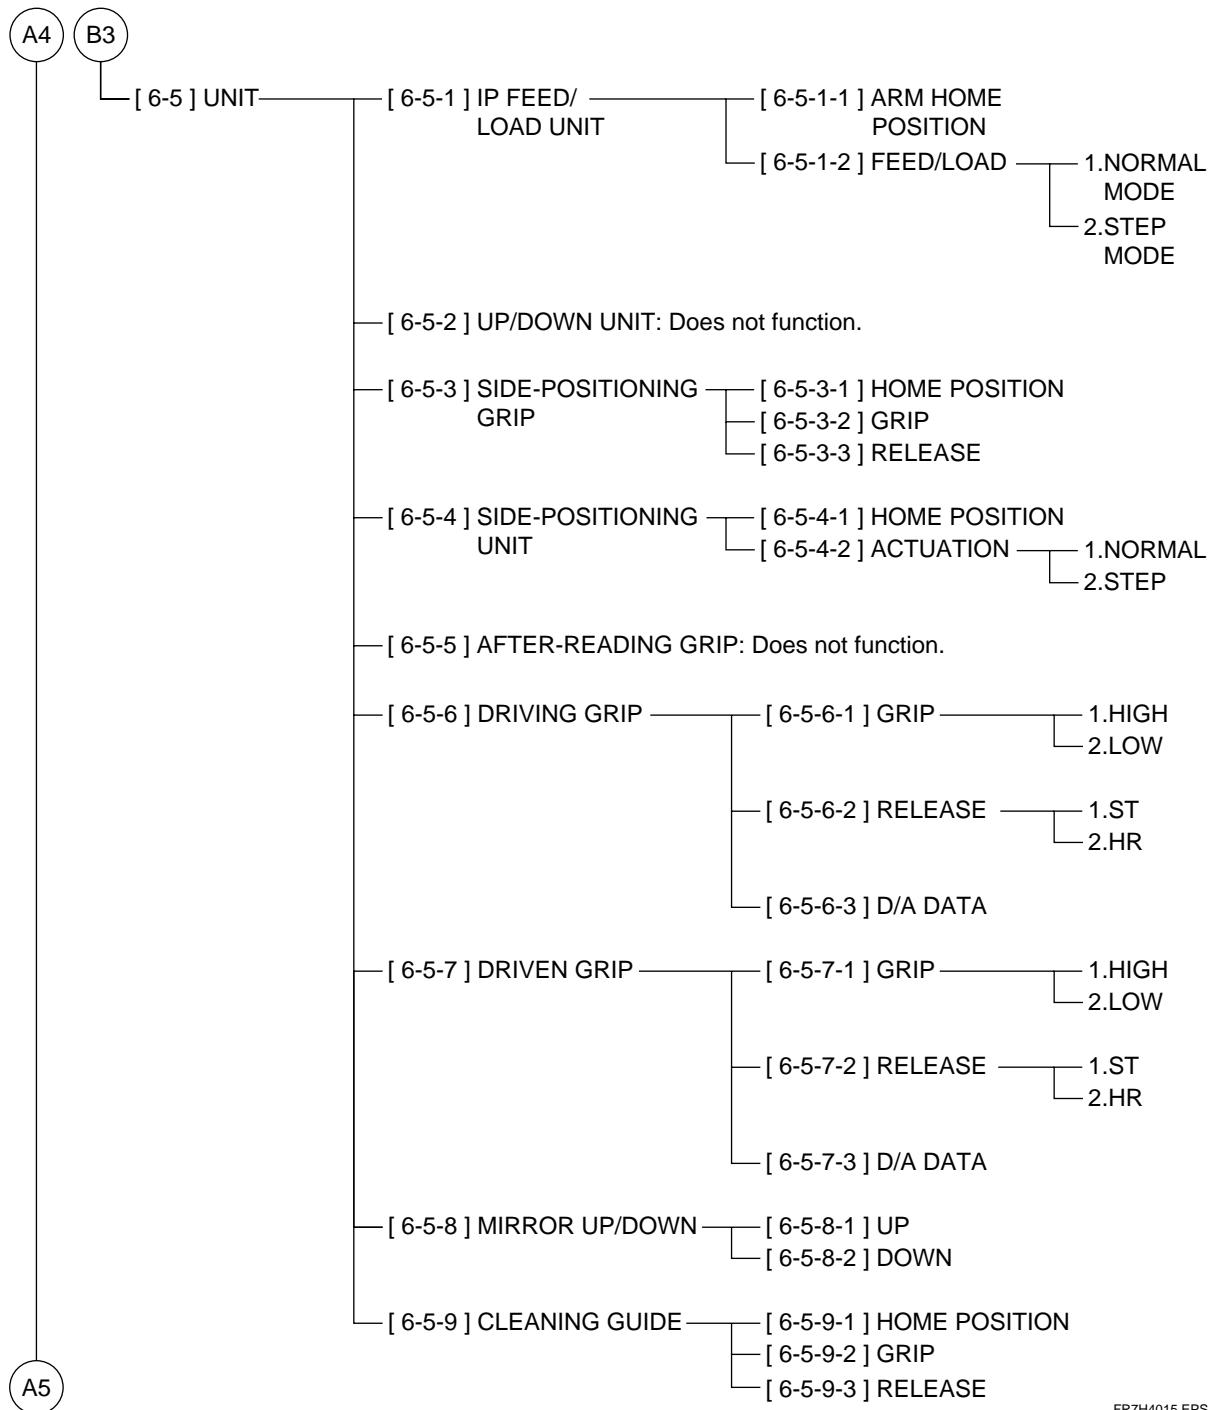 A4 B3
[ 6-5 ] UNIT [ 6-5-1 ] IP FEED/ [ 6-5-1-1 ] ARM HOME
LOAD UNIT POSITION
[ 6-5-1-2 ] FEED/LOAD 1.NORMAL
MODE
2.STEP
MODE
[ 6-5-2 ] UP/DOWN UNIT: Does not function.
[ 6-5-3 ] SIDE-POSITIONING [ 6-5-3-1 ] HOME POSITION
GRIP [ 6-5-3-2 ] GRIP
[ 6-5-3-3 ] RELEASE
[ 6-5-4 ] SIDE-POSITIONING [ 6-5-4-1 ] HOME POSITION
UNIT [ 6-5-4-2 ] ACTUATION 1.NORMAL
2.STEP
[ 6-5-5 ] AFTER-READING GRIP: Does not function.
[ 6-5-6 ] DRIVING GRIP [ 6-5-6-1 ] GRIP 1.HIGH
2.LOW
[ 6-5-6-2 ] RELEASE 1.ST
2.HR
[ 6-5-6-3 ] D/A DATA
[ 6-5-7 ] DRIVEN GRIP [ 6-5-7-1 ] GRIP 1.HIGH
2.LOW
[ 6-5-7-2 ] RELEASE 1.ST
2.HR
[ 6-5-7-3 ] D/A DATA
[ 6-5-8 ] MIRROR UP/DOWN [ 6-5-8-1 ] UP
[ 6-5-8-2 ] DOWN
[ 6-5-9 ] CLEANING GUIDE [ 6-5-9-1 ] HOME POSITION
[ 6-5-9-2 ] GRIP
[ 6-5-9-3 ] RELEASE
A5
FR7H4015.EPS